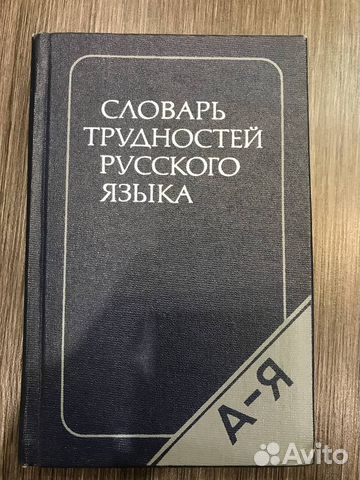 СЛОВАРЬ
ТРУДНОСТЕЙ
РУССКОГО
ЯЗЫКА
А-Я
Avito